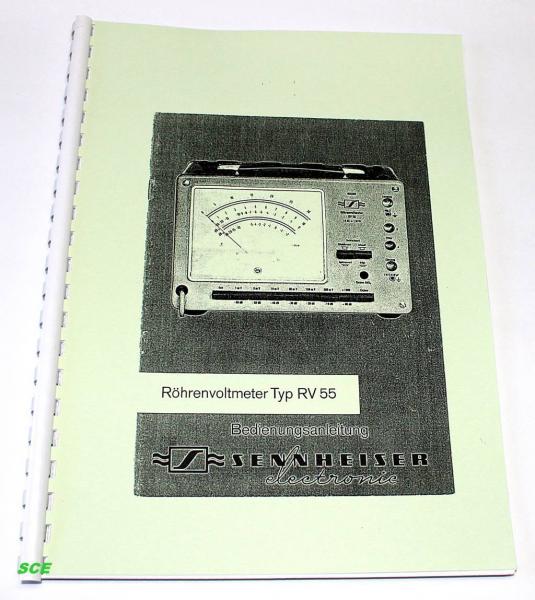 Röhrenvoltmeter Typ RV 55
Bedienungsanleitung
SENNHEISER
electronic
SCE